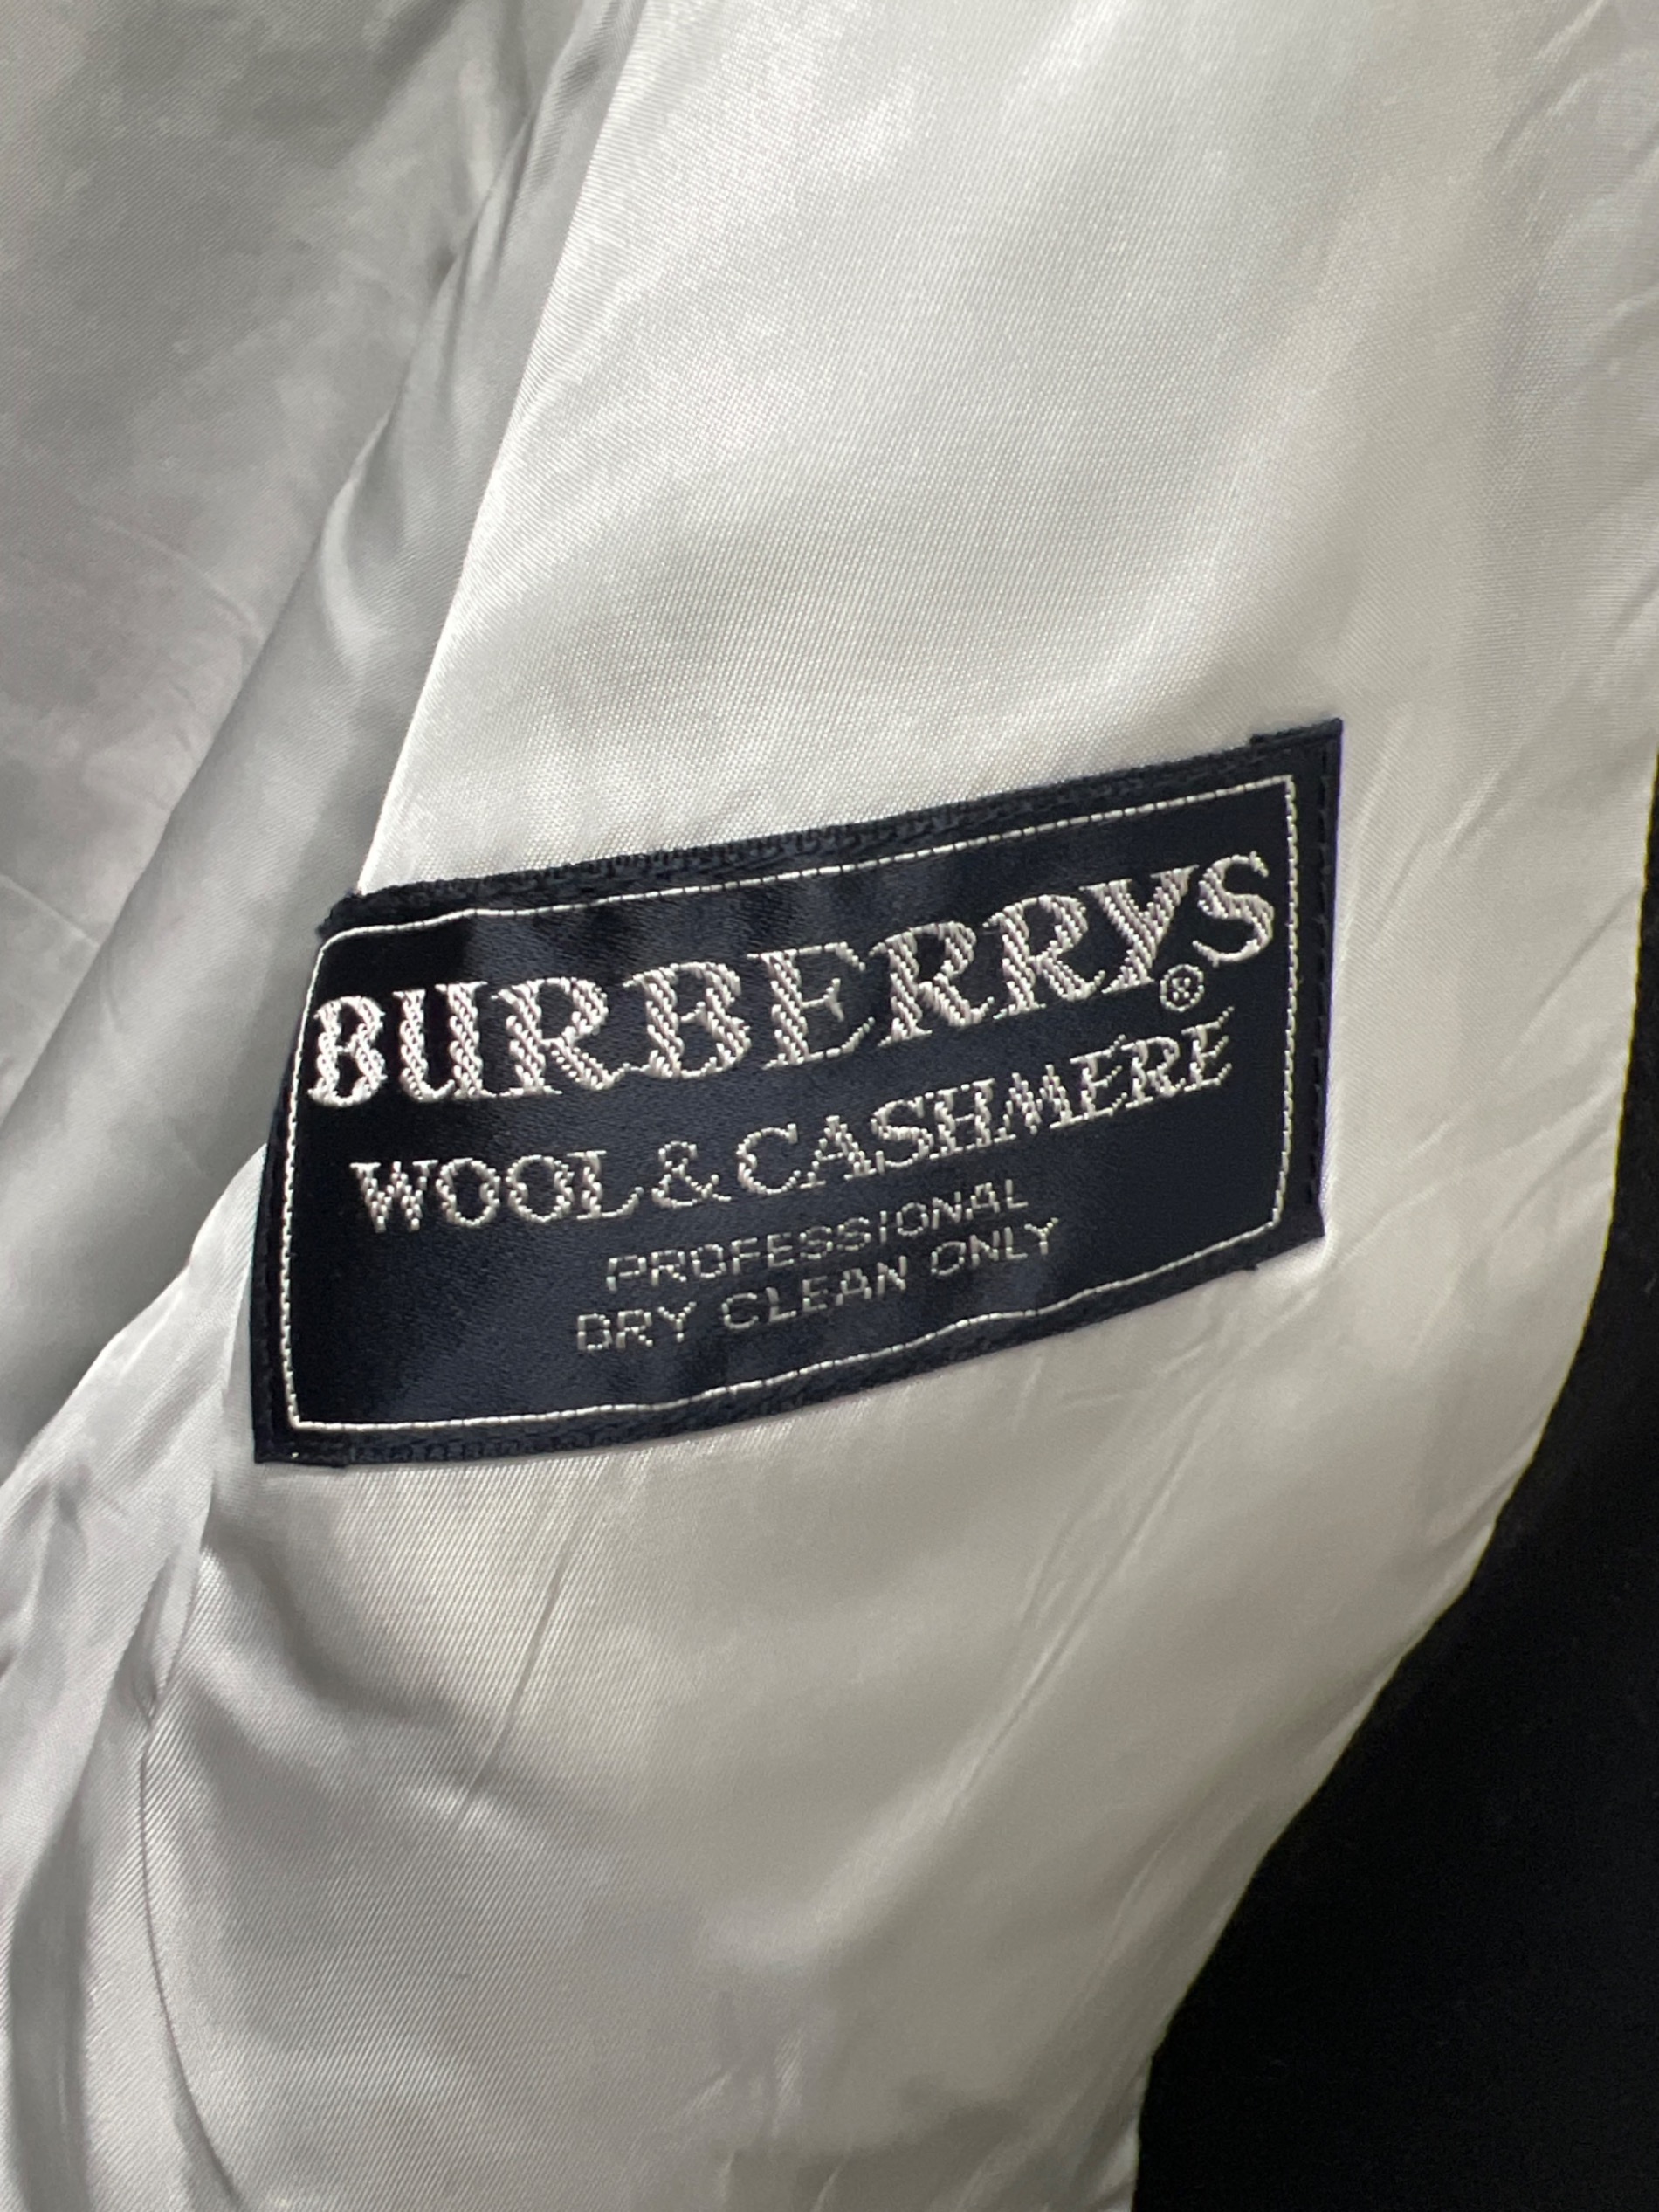 BURBERRYS®
WOOL & CASHMERE
PROFESSIONAL
DRY CLEAN ONLY